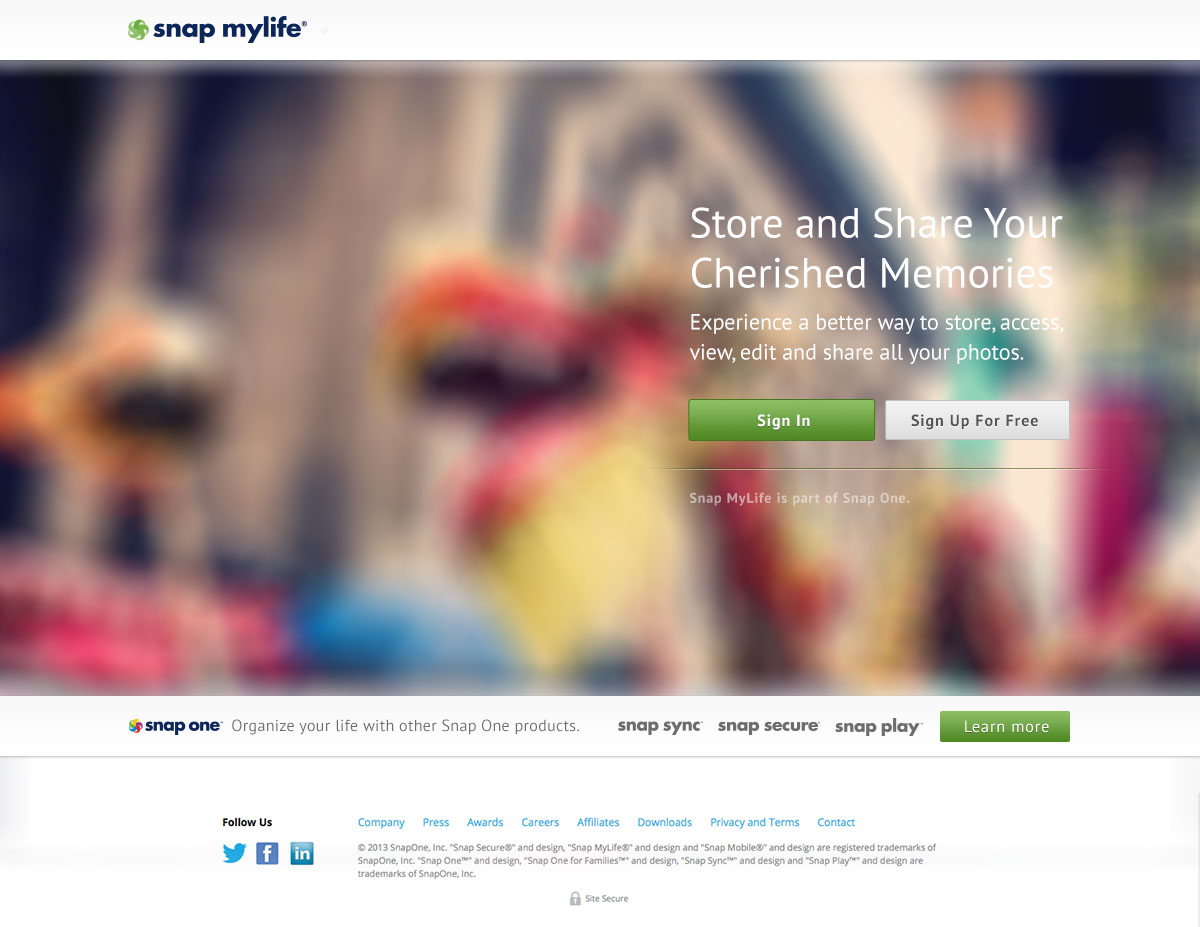 snap mylife®
Store and Share Your
Cherished Memories
Experience a better way to store, access,
view, edit and share all your photos.
Sign In
Sign Up For Free
Snap MyLife is part of Snap One.
snap one™ Organize your life with other Snap One products. snap sync™ snap secure® snap play™ Learn more
Follow Us
Company Press Awards Careers Affiliates Downloads Privacy and Terms Contact
© 2013 SnapOne, Inc. "Snap Secure®" and design, "Snap MyLife®" and design and "Snap Mobile®" and design are registered trademarks of
SnapOne, Inc. "Snap One™" and design, "Snap One for Families™" and design, "Snap Sync™" and design and "Snap Play™" and design are
trademarks of SnapOne, Inc.
Site Secure